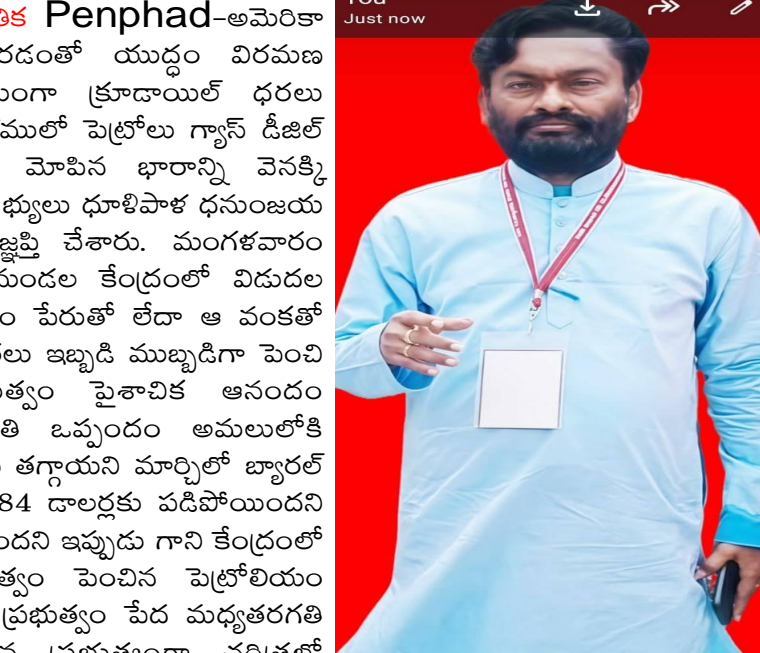 తిక Penphad-అమెరికా
రడంతో యుద్ధం విరమణ
ూంగా క్రూడాయిల్ ధరలు
ములో పెట్రోలు గ్యాస్ డీజిల్
మోపిన భారాన్ని వెనక్కి
భ్యులు ధూళిపాళ ధనుంజయ
జ్ఞప్తి చేశారు. మంగళవారం
మండల కేంద్రంలో విడుదల
ం పేరుతో లేదా ఆ వంకతో
రలు ఇబ్బడి ముబ్బడిగా పెంచి
త్వం పైశాచిక ఆనందం
తి ఒప్పందం అమలులోకి
తగ్గాయని మార్చిలో బ్యారల్
84 డాలర్లకు పడిపోయిందని
ందని ఇప్పుడు గాని కేంద్రంలో
త్వం పెంచిన పెట్రోలియం
ప్రభుత్వం పేద మధ్యతరగతి
You
Just now